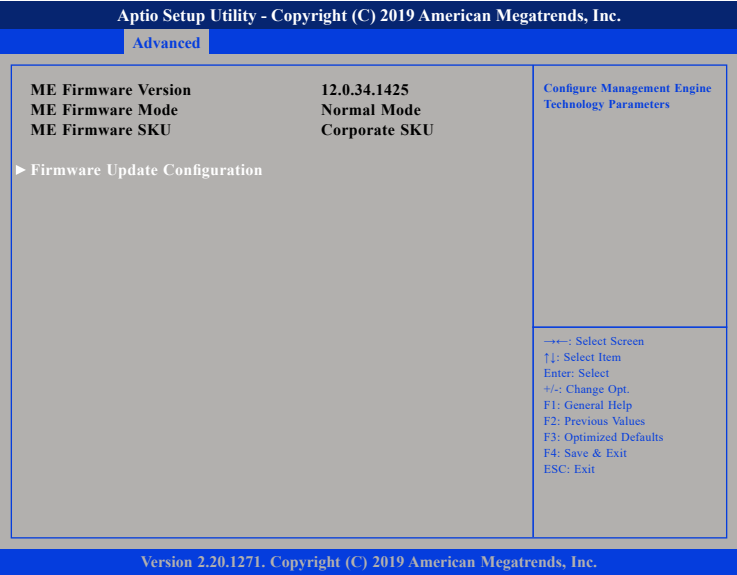 Aptio Setup Utility - Copyright (C) 2019 American Megatrends, Inc.
Advanced
ME Firmware Version 12.0.34.1425
ME Firmware Mode Normal Mode
ME Firmware SKU Corporate SKU
►Firmware Update Configuration
Configure Management Engine
Technology Parameters
→←: Select Screen
↑↓: Select Item
Enter: Select
+/-: Change Opt.
F1: General Help
F2: Previous Values
F3: Optimized Defaults
F4: Save & Exit
ESC: Exit
Version 2.20.1271. Copyright (C) 2019 American Megatrends, Inc.